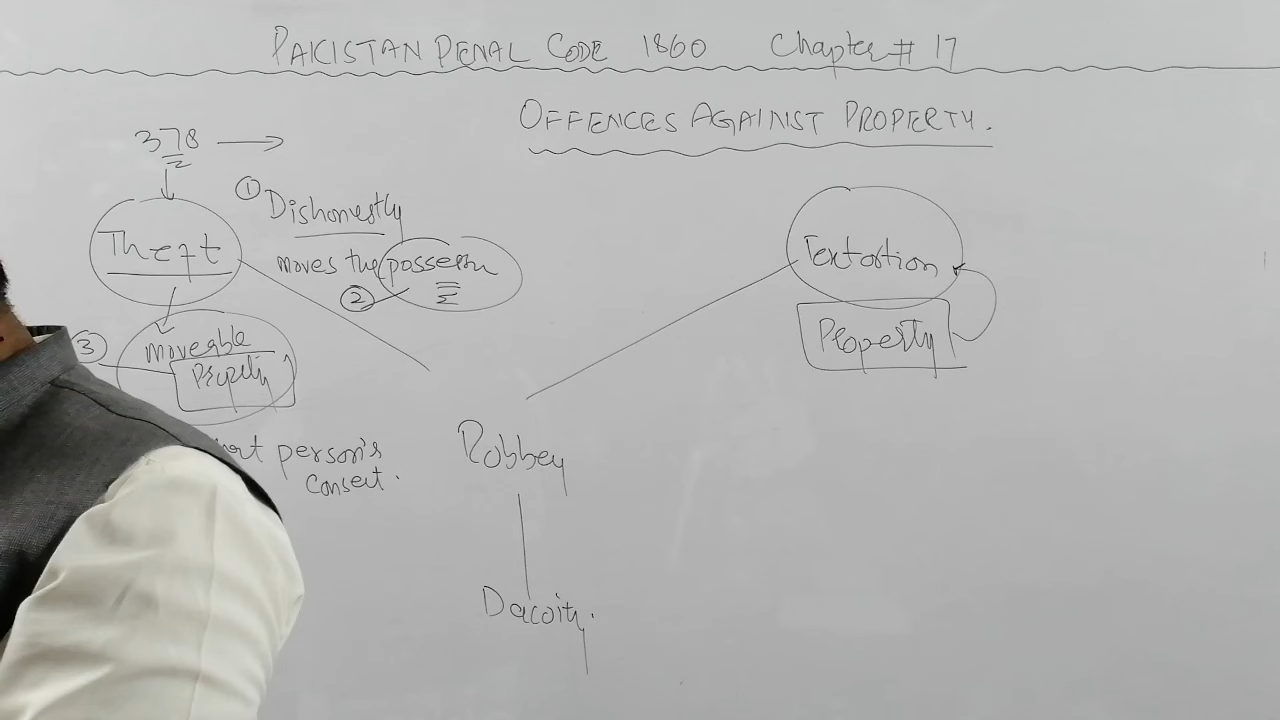 PAKISTAN PENAL CODE 1860 Chapter # 17
OFFENCES AGAINST PROPERTY.
378
① Dishonestly
Theft
moves the possession
②
Extortion
③ moveable
Property
Property
person's
consent.
Robbey
Dacoity.